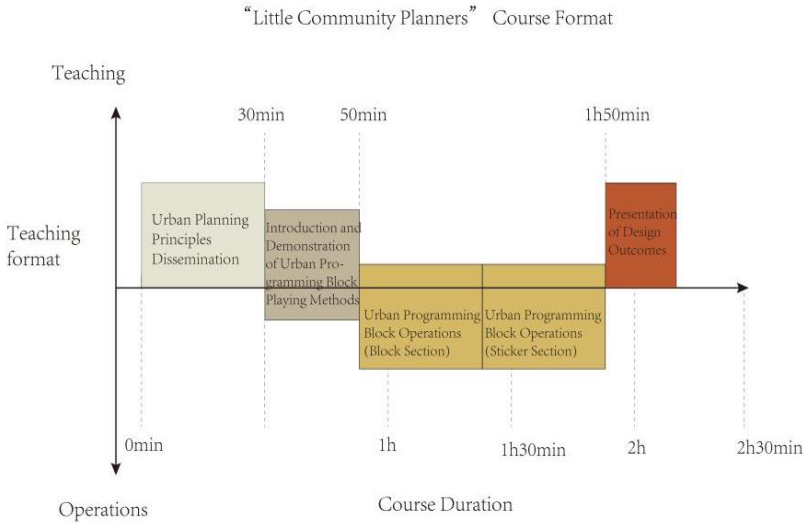 “Little Community Planners” Course Format
Teaching
30min
50min
1h50min
Teaching
format
Urban Planning
Principles
Dissemination
Introduction and
Demonstration
of Urban Pro-
gramming Block
Playing Methods
Urban Programming
Block Operations
(Block Section)
Urban Programming
Block Operations
(Sticker Section)
Presentation
of Design
Outcomes
0min
1h
1h30min
2h
2h30min
Operations
Course Duration